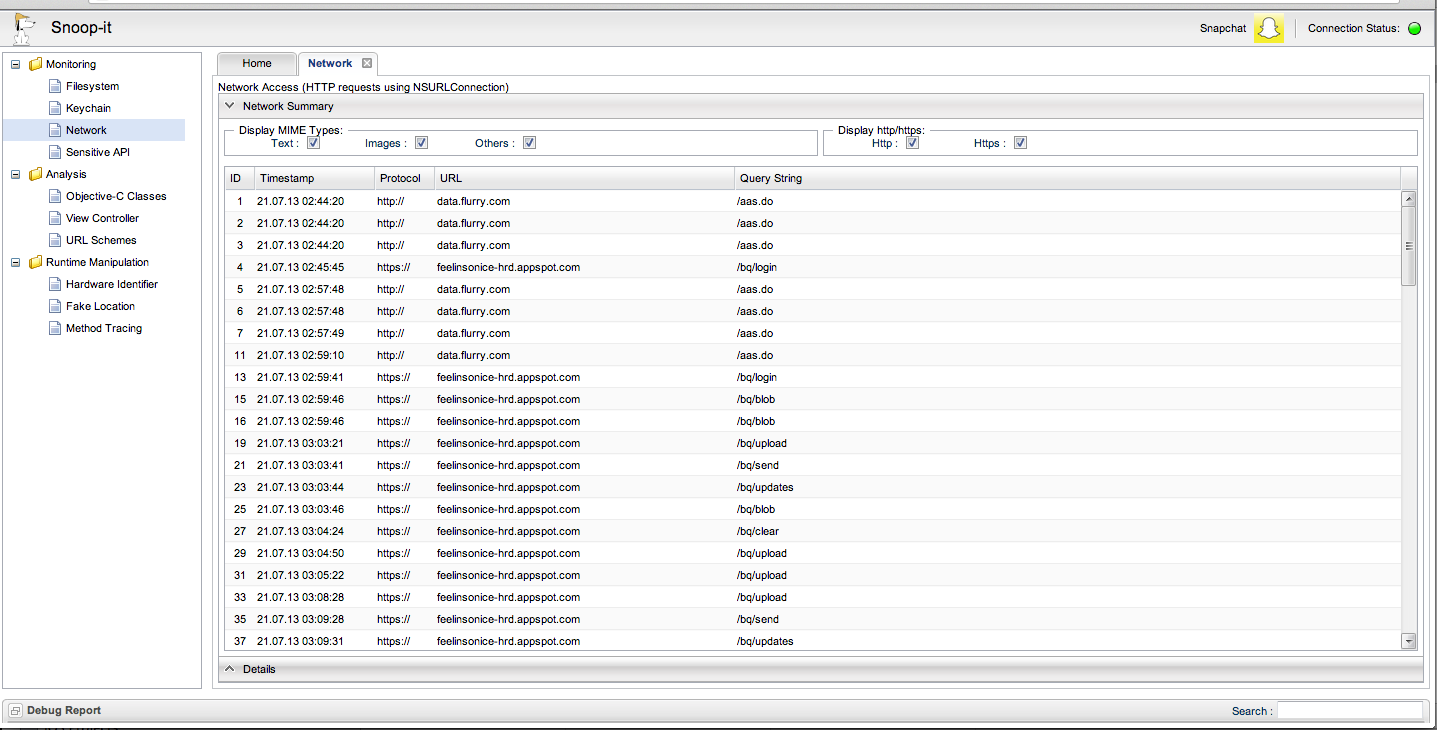 Snoop-it
Snapchat
Connection Status:
Monitoring
Filesystem
Keychain
Network
Sensitive API
Analysis
Objective-C Classes
View Controller
URL Schemes
Runtime Manipulation
Hardware Identifier
Fake Location
Method Tracing
Home Network
Network Access (HTTP requests using NSURLConnection)
Network Summary
Display MIME Types: Display http/https:
Text : Images : Others : Http : Https :
ID Timestamp Protocol URL Query String
1 21.07.13 02:44:20 http:// data.flurry.com /aas.do
2 21.07.13 02:44:20 http:// data.flurry.com /aas.do
3 21.07.13 02:44:20 http:// data.flurry.com /aas.do
4 21.07.13 02:45:45 https:// feelinsonice-hrd.appspot.com /bq/login
5 21.07.13 02:57:48 http:// data.flurry.com /aas.do
6 21.07.13 02:57:48 http:// data.flurry.com /aas.do
7 21.07.13 02:57:49 http:// data.flurry.com /aas.do
11 21.07.13 02:59:10 http:// data.flurry.com /aas.do
13 21.07.13 02:59:41 https:// feelinsonice-hrd.appspot.com /bq/login
15 21.07.13 02:59:46 https:// feelinsonice-hrd.appspot.com /bq/blob
16 21.07.13 02:59:46 https:// feelinsonice-hrd.appspot.com /bq/blob
19 21.07.13 03:03:21 https:// feelinsonice-hrd.appspot.com /bq/upload
21 21.07.13 03:03:41 https:// feelinsonice-hrd.appspot.com /bq/send
23 21.07.13 03:03:44 https:// feelinsonice-hrd.appspot.com /bq/updates
25 21.07.13 03:03:46 https:// feelinsonice-hrd.appspot.com /bq/blob
27 21.07.13 03:04:24 https:// feelinsonice-hrd.appspot.com /bq/clear
29 21.07.13 03:04:50 https:// feelinsonice-hrd.appspot.com /bq/upload
31 21.07.13 03:05:22 https:// feelinsonice-hrd.appspot.com /bq/upload
33 21.07.13 03:08:28 https:// feelinsonice-hrd.appspot.com /bq/upload
35 21.07.13 03:09:28 https:// feelinsonice-hrd.appspot.com /bq/send
37 21.07.13 03:09:31 https:// feelinsonice-hrd.appspot.com /bq/updates
Details
Debug Report
Search :